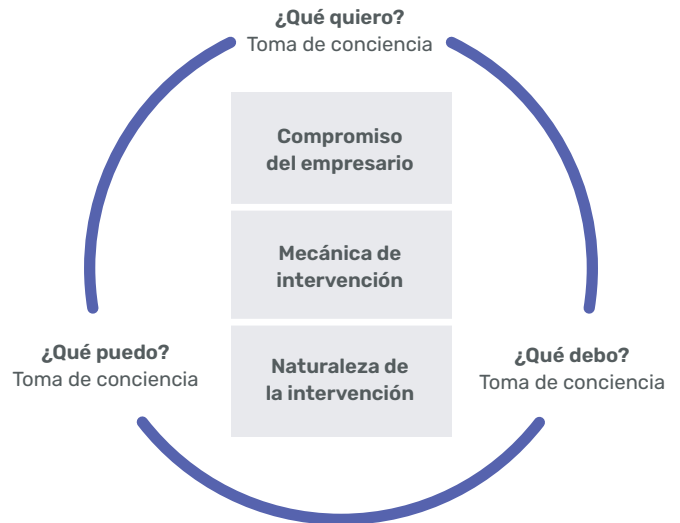 ¿Qué quiero?
Toma de conciencia
Compromiso
del empresario
Mecánica de
intervención
Naturaleza de
la intervención
¿Qué puedo?
Toma de conciencia
¿Qué debo?
Toma de conciencia